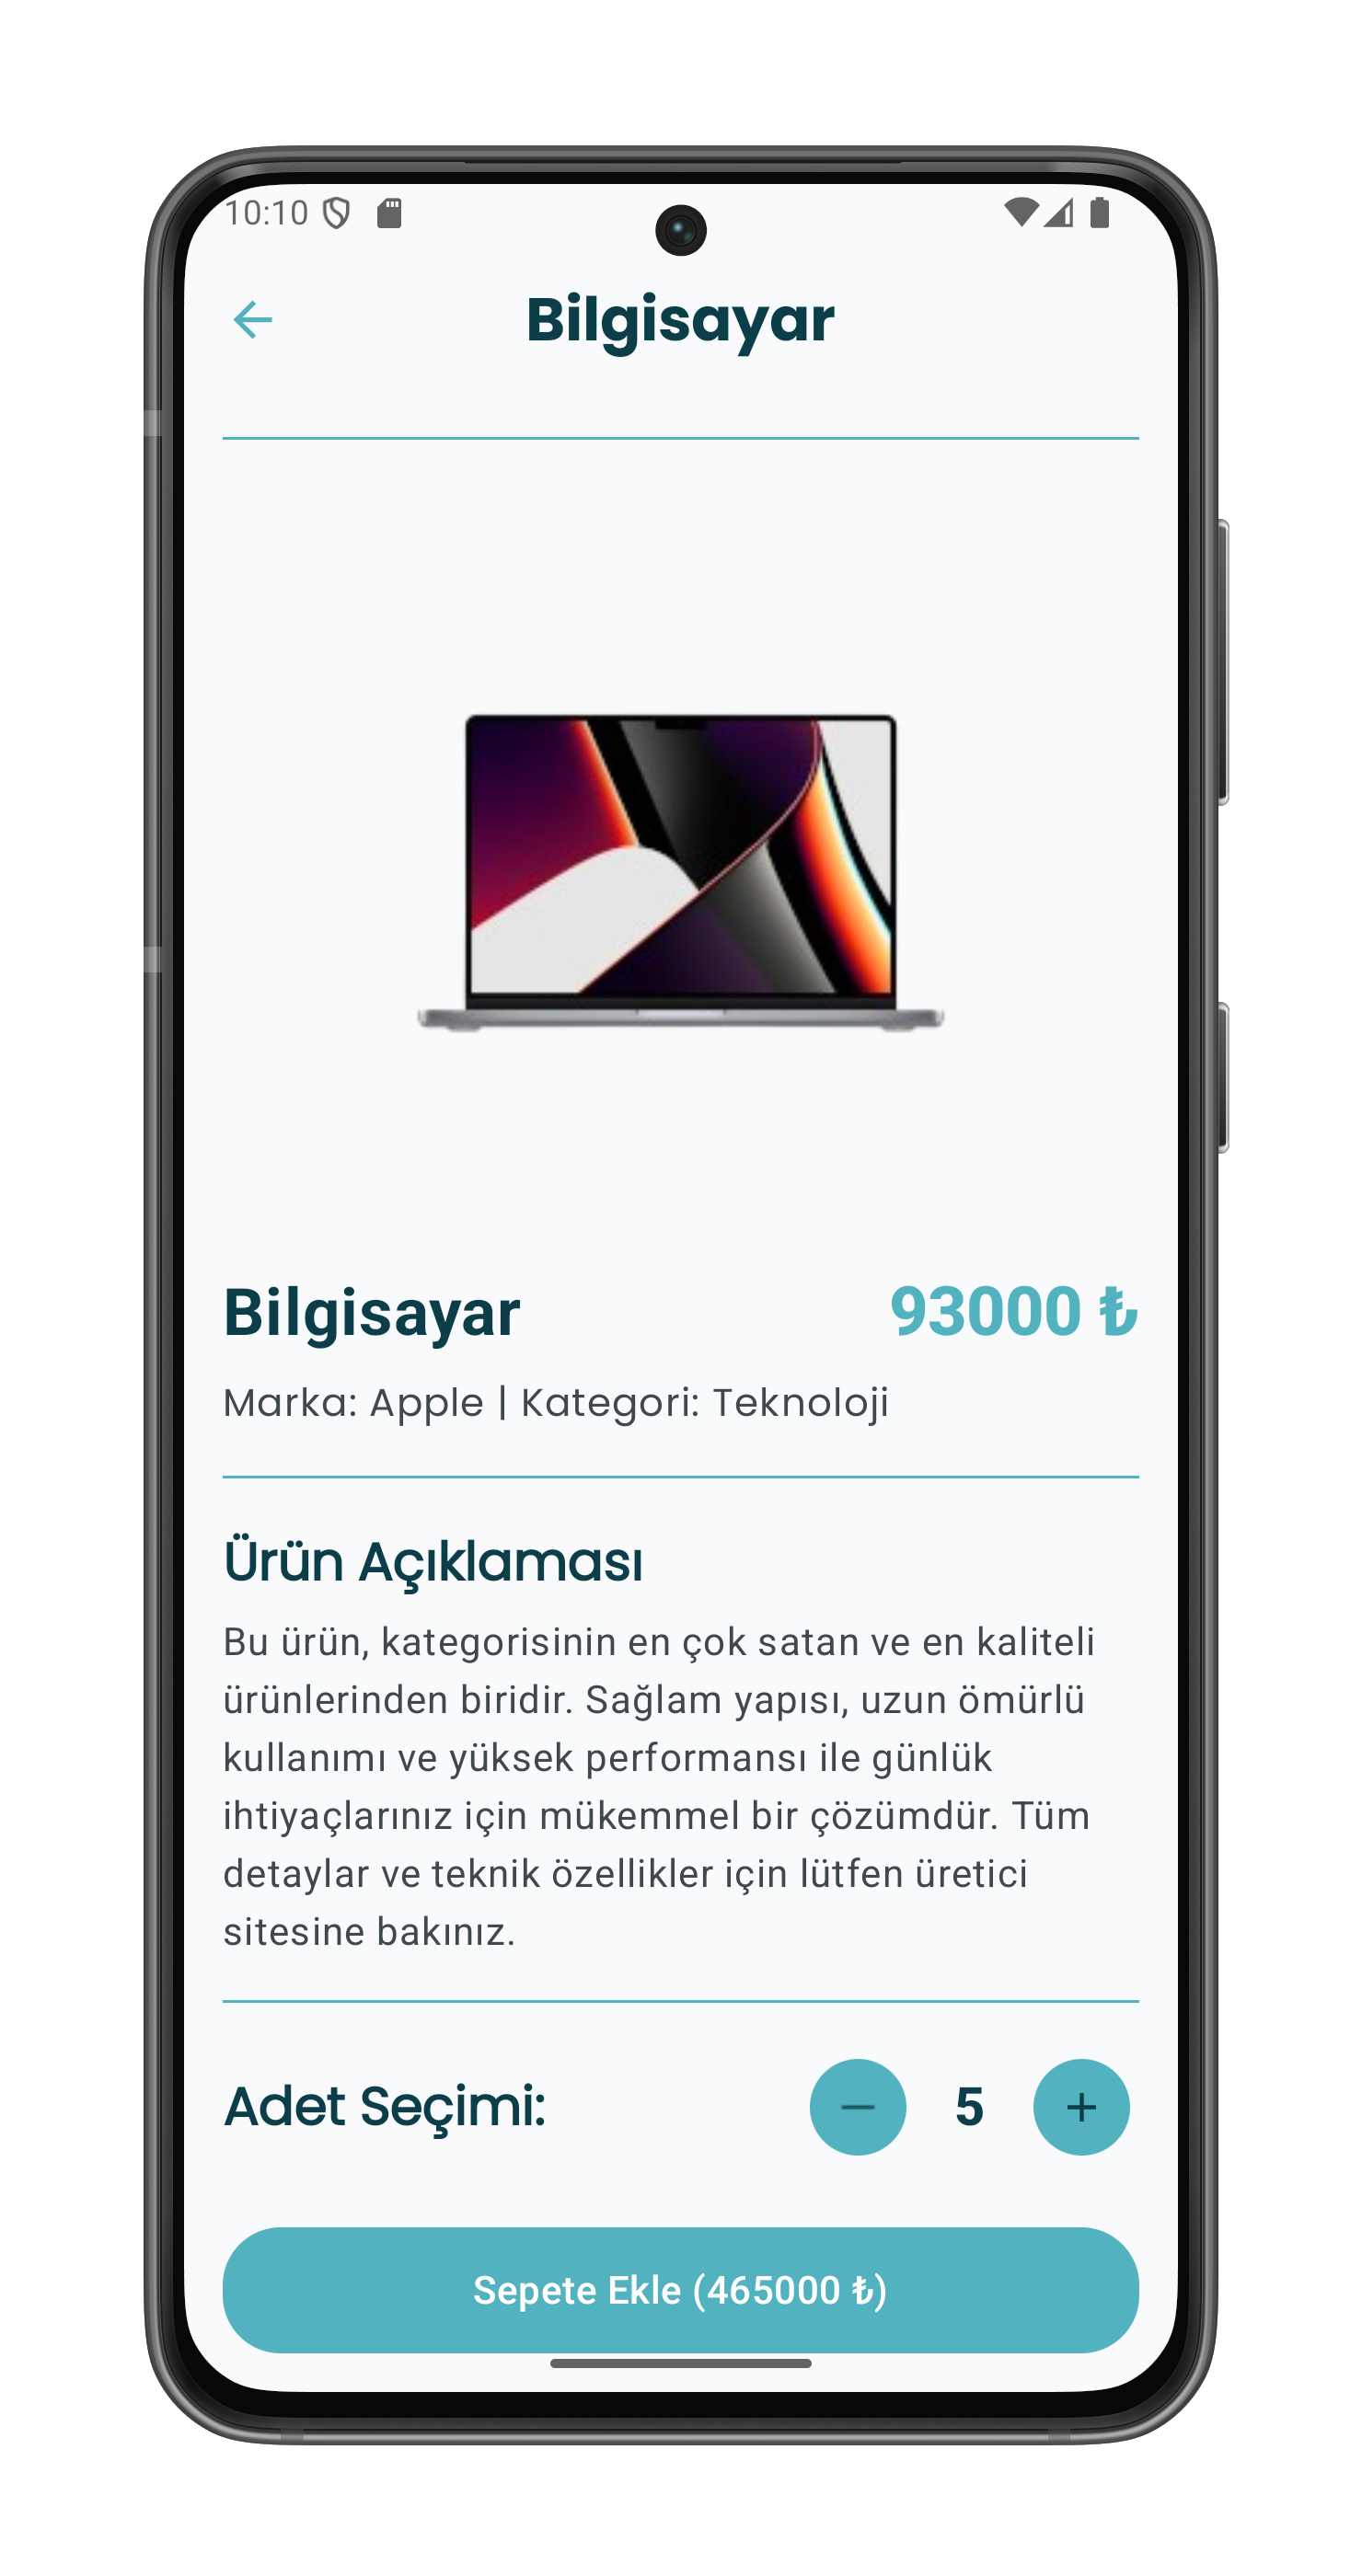 10:10
Bilgisayar
Bilgisayar 93000 ₺
Marka: Apple | Kategori: Teknoloji
Ürün Açıklaması
Bu ürün, kategorisinin en çok satan ve en kaliteli
ürünlerinden biridir. Sağlam yapısı, uzun ömürlü
kullanımı ve yüksek performansı ile günlük
ihtiyaçlarınız için mükemmel bir çözümdür. Tüm
detaylar ve teknik özellikler için lütfen üretici
sitesine bakınız.
Adet Seçimi: − 5 +
Sepete Ekle (465000 ₺)